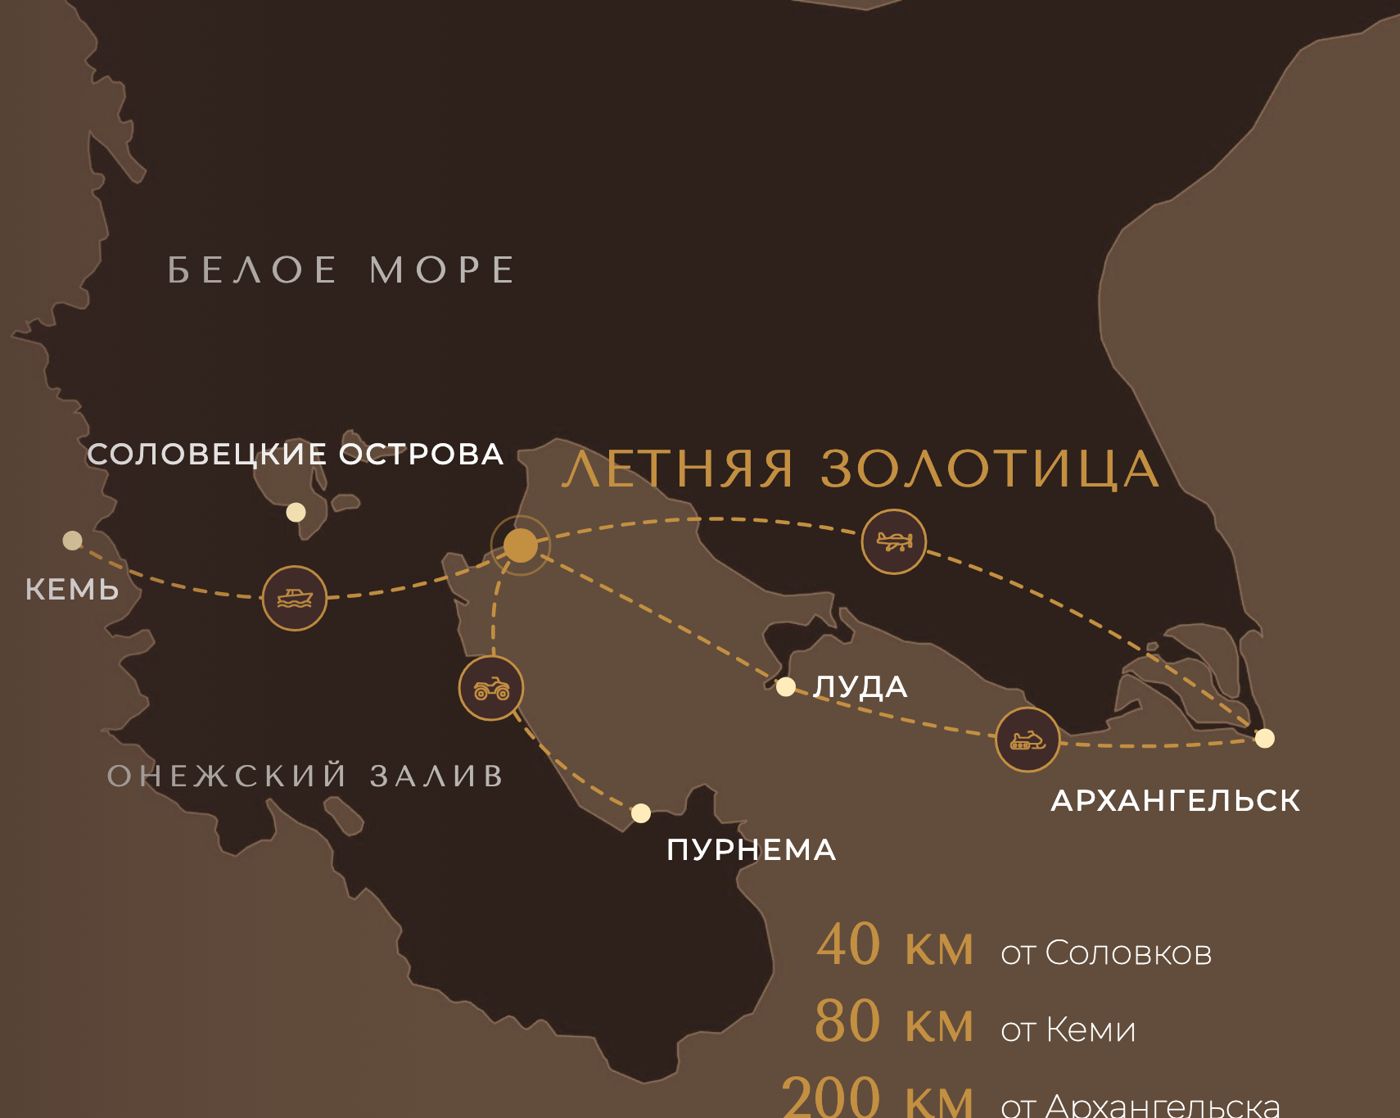 БЕЛОЕ МОРЕ
СОЛОВЕЦКИЕ ОСТРОВА
ЛЕТНЯЯ ЗОЛОТИЦА
КЕМЬ
ЛУДА
ОНЕЖСКИЙ ЗАЛИВ
АРХАНГЕЛЬСК
ПУРНЕМА
40 КМ от Соловков
80 КМ от Кеми
200 КМ от Архангельска